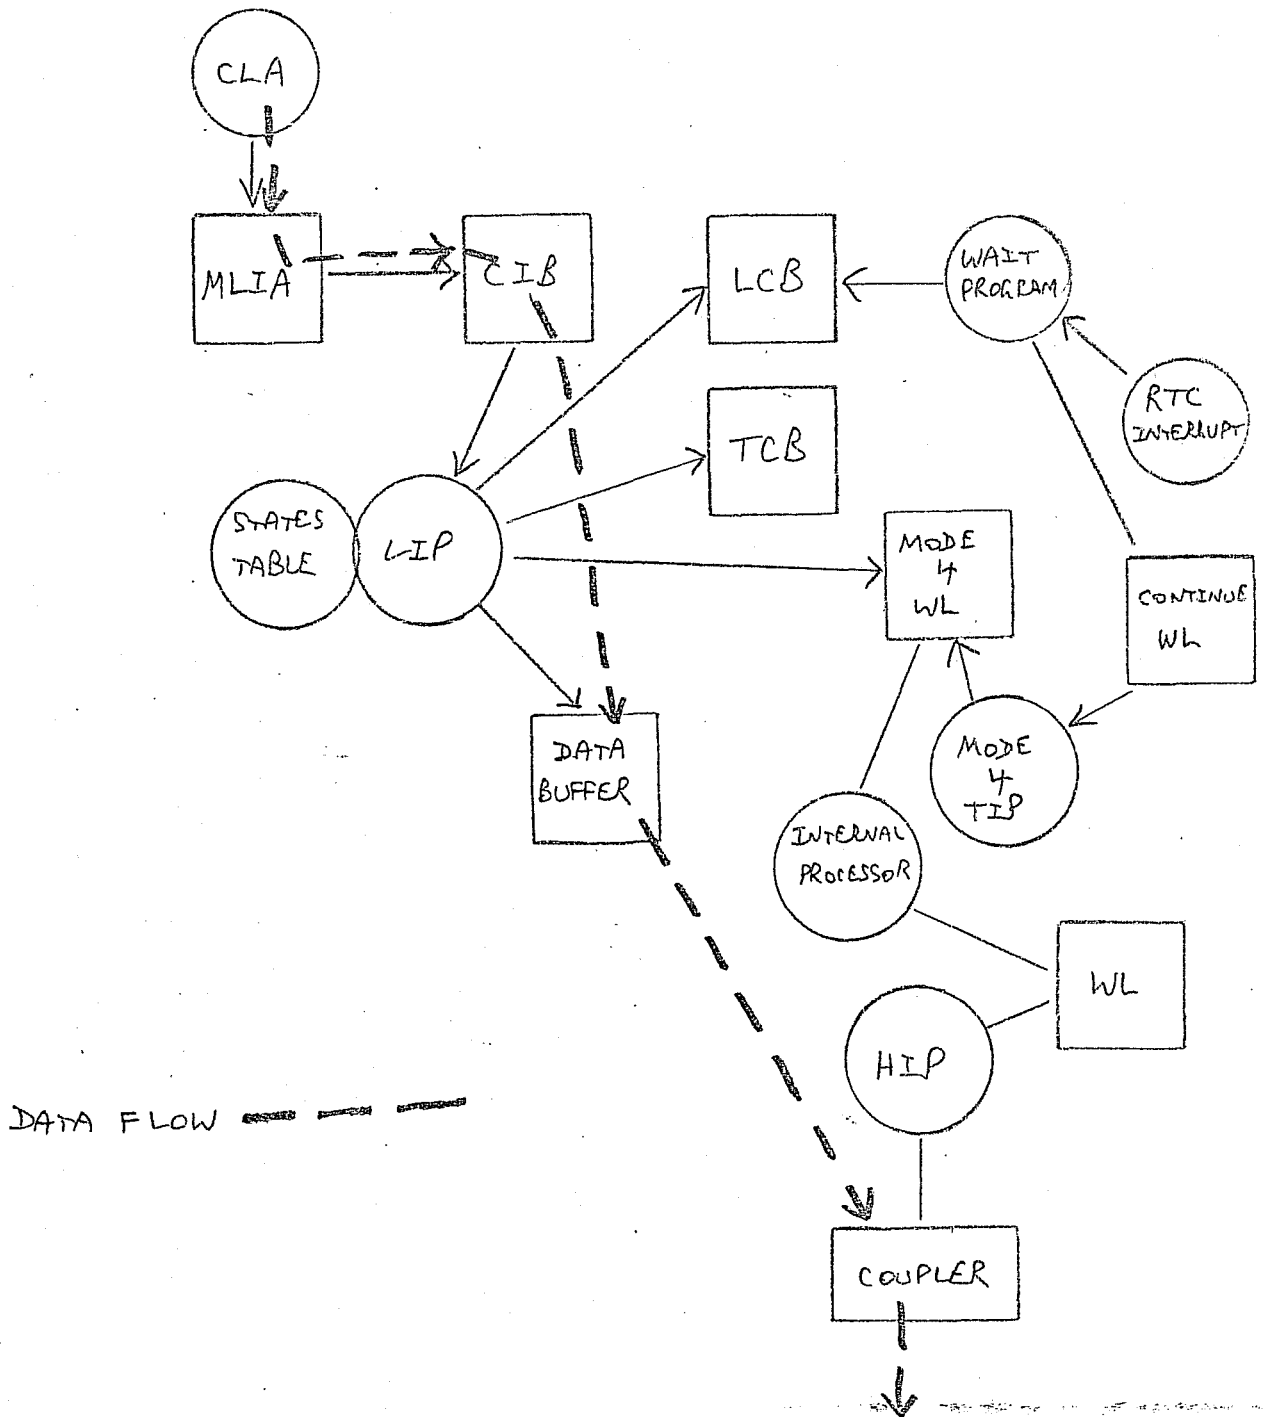 CLA
MLIA
CIB
LCB
WAIT
PROGRAM
RTC
INTERRUPT
TCB
STATES
TABLE
LIP
MODE
4
WL
CONTINUE
WL
DATA
BUFFER
MODE
4
TIP
INTERNAL
PROCESSOR
WL
HIP
DATA FLOW
COUPLER